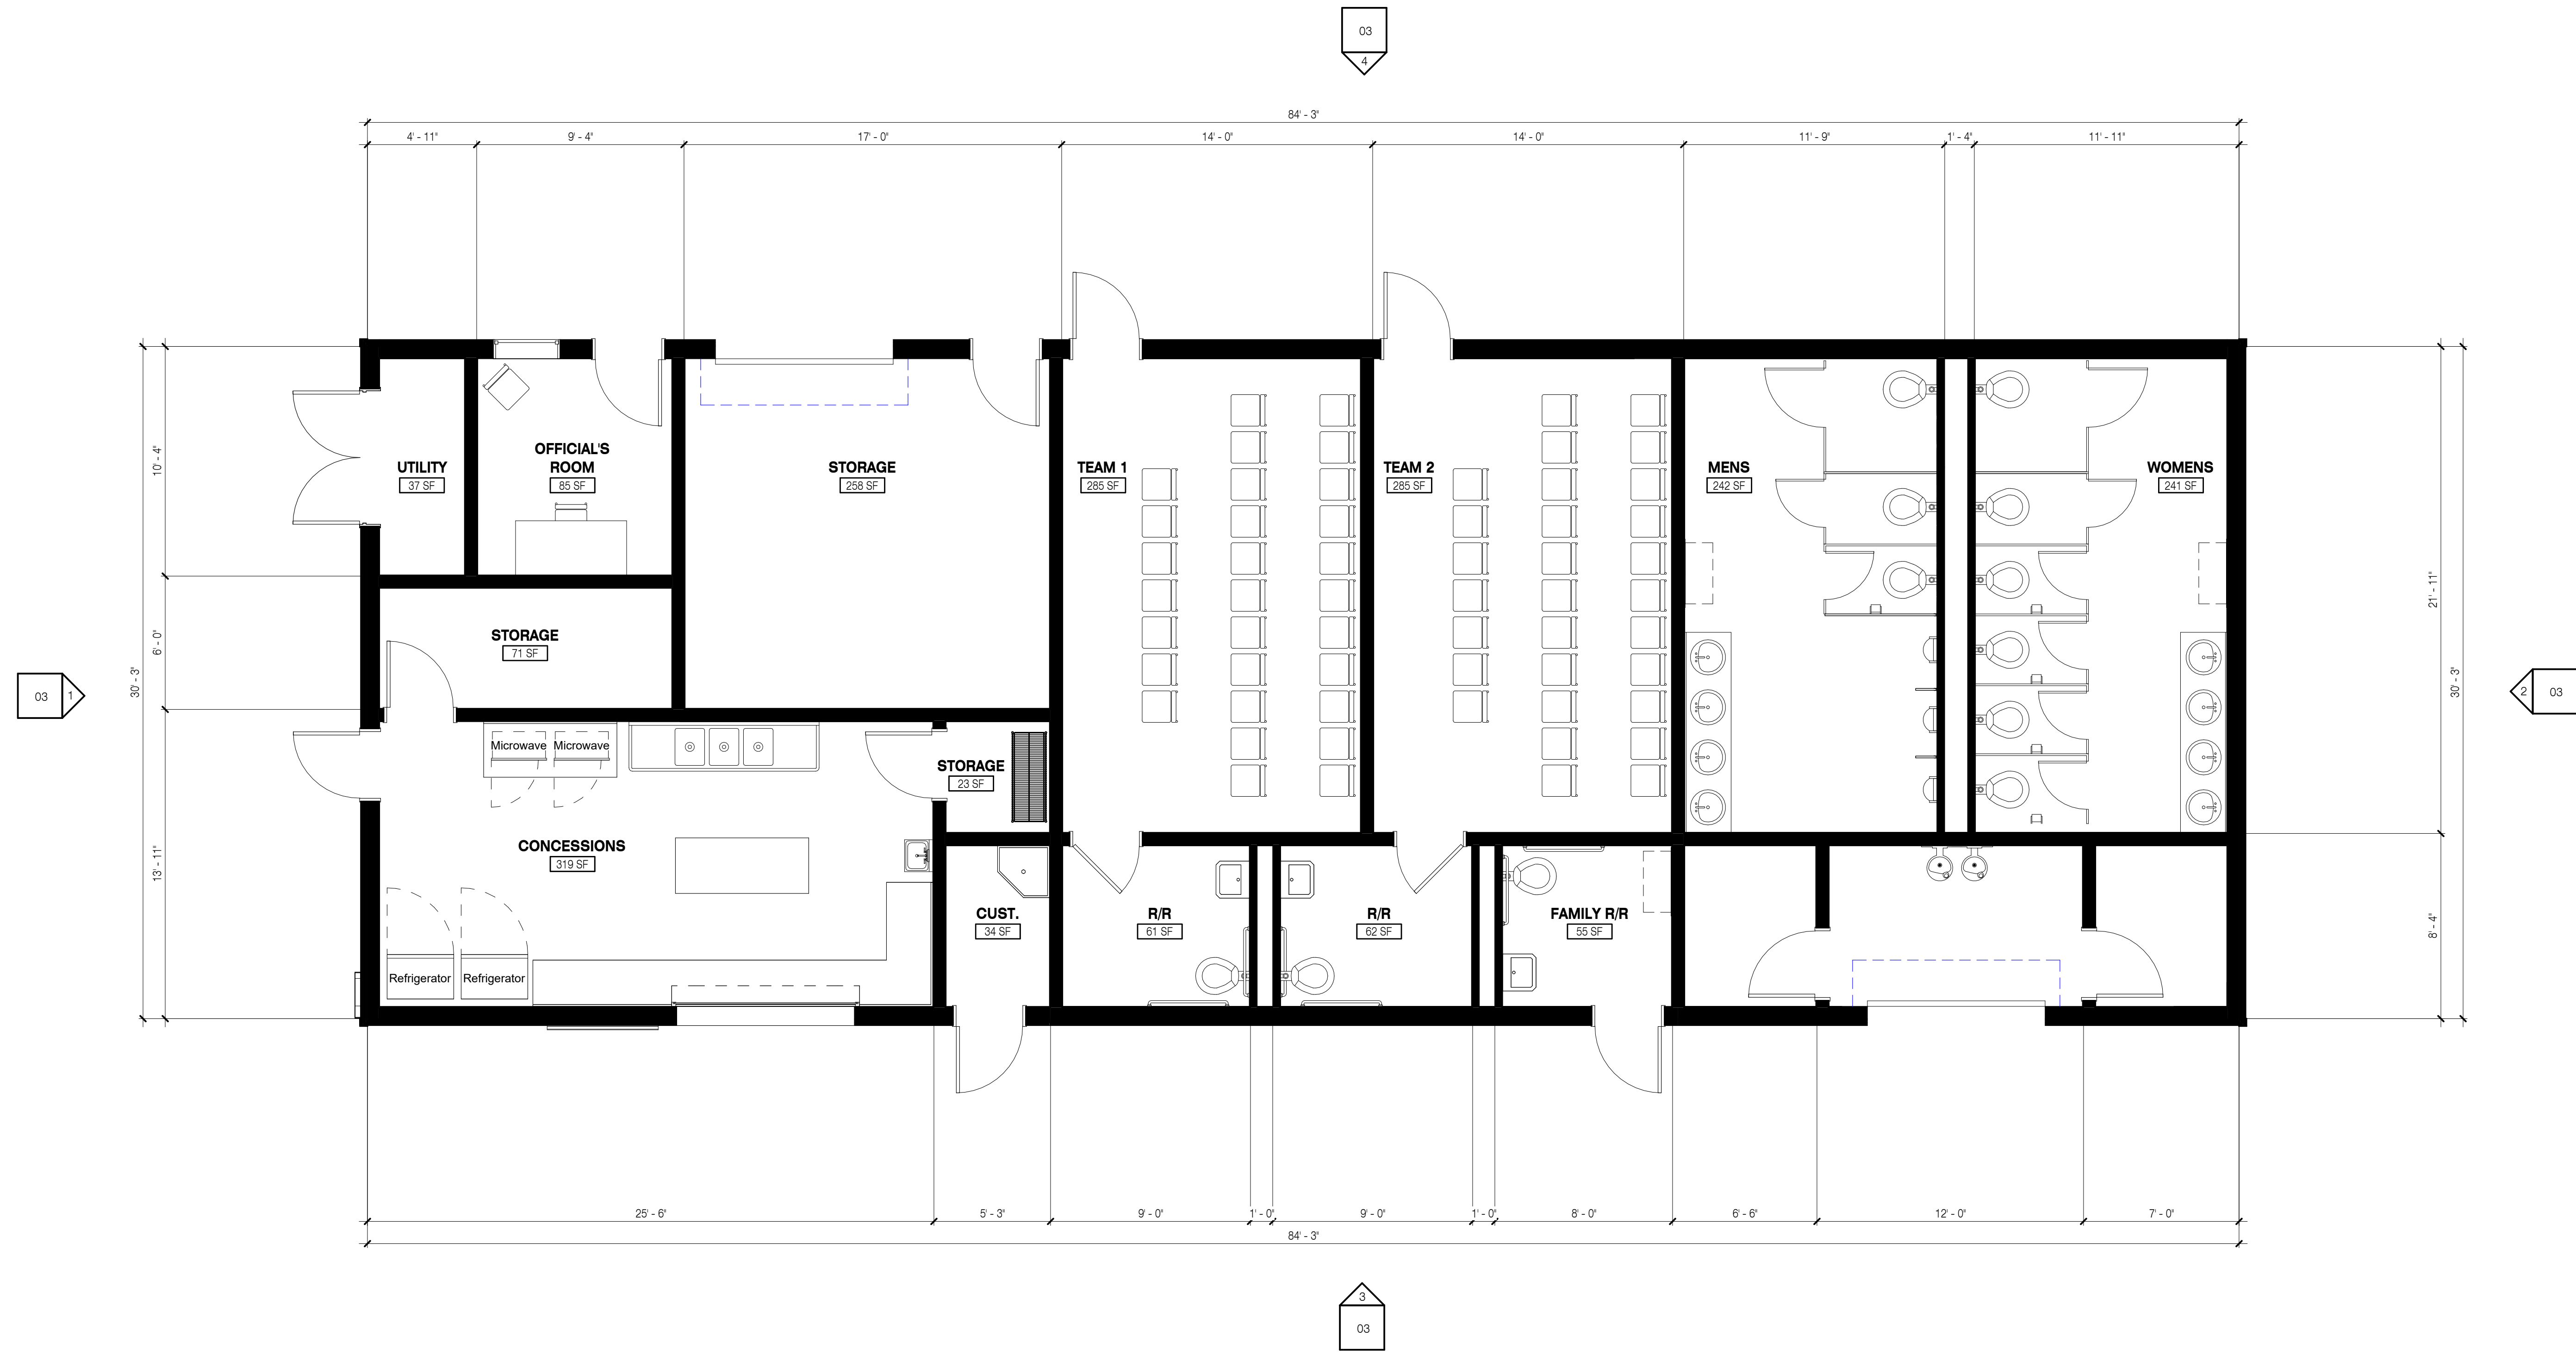 03
4
84' - 3"
4' - 11"
9' - 4"
17' - 0"
14' - 0"
14' - 0"
11' - 9"
1' - 4"
11' - 11"
10' - 4"
6' - 0"
13' - 11"
30' - 3"
21' - 11"
8' - 4"
30' - 3"
03
1
2
03
UTILITY
37 SF
OFFICIAL'S
ROOM
85 SF
STORAGE
258 SF
TEAM 1
285 SF
TEAM 2
285 SF
MENS
242 SF
WOMENS
241 SF
STORAGE
71 SF
Microwave
Microwave
STORAGE
23 SF
CONCESSIONS
319 SF
CUST.
34 SF
R/R
61 SF
R/R
62 SF
FAMILY R/R
55 SF
Refrigerator
Refrigerator
25' - 6"
5' - 3"
9' - 0"
1' - 0"
9' - 0"
1' - 0"
8' - 0"
6' - 6"
12' - 0"
7' - 0"
84' - 3"
3
03